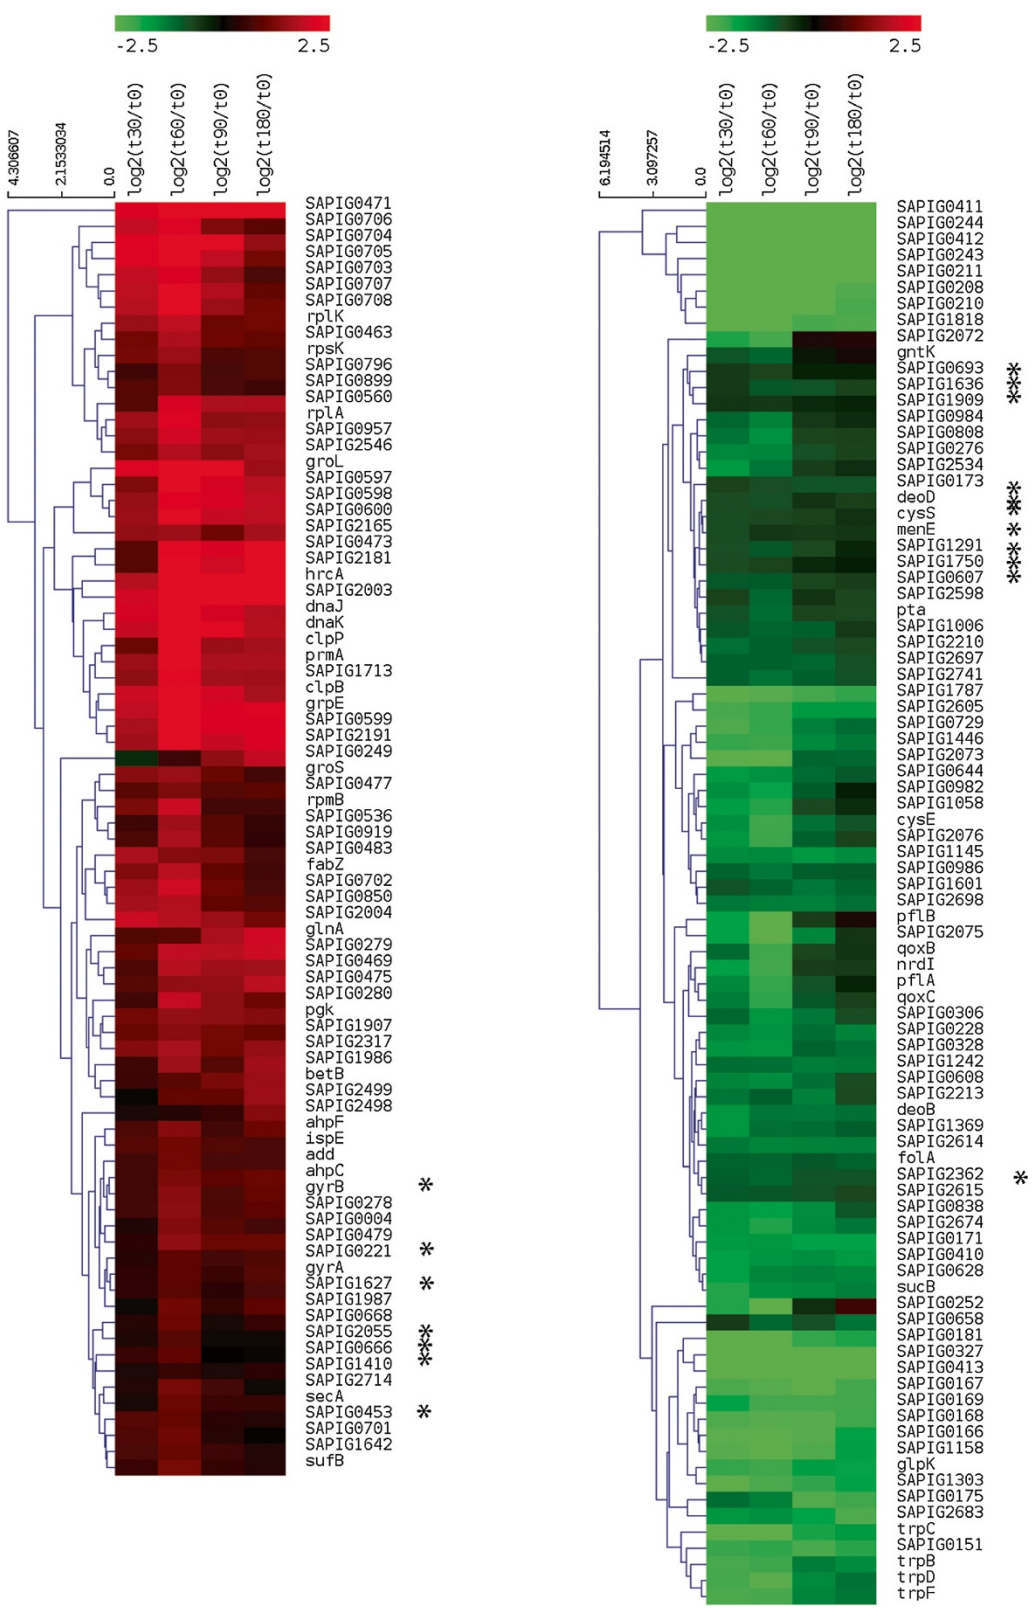 -2.5 2.5
4.306607
2.1533034
0.0
log2(t30/t0)
log2(t60/t0)
log2(t90/t0)
log2(t180/t0)
SAPIG0471
SAPIG0706
SAPIG0704
SAPIG0705
SAPIG0703
SAPIG0707
SAPIG0708
rplK
SAPIG0463
rpsK
SAPIG0796
SAPIG0899
SAPIG0560
rplA
SAPIG0957
SAPIG2546
groL
SAPIG0597
SAPIG0598
SAPIG0600
SAPIG2165
SAPIG0473
SAPIG2181
hrcA
SAPIG2003
dnaJ
dnaK
clpP
prmA
SAPIG1713
clpB
grpE
SAPIG0599
SAPIG2191
SAPIG0249
groS
SAPIG0477
rpmB
SAPIG0536
SAPIG0919
SAPIG0483
fabZ
SAPIG0702
SAPIG0850
SAPIG2004
glnA
SAPIG0279
SAPIG0469
SAPIG0475
SAPIG0280
pgk
SAPIG1907
SAPIG2317
SAPIG1986
betB
SAPIG2499
SAPIG2498
ahpF
ispE
add
ahpC
gyrB *
SAPIG0278
SAPIG0004
SAPIG0479
SAPIG0221 *
gyrA
SAPIG1627 *
SAPIG1987
SAPIG0668
SAPIG2055 *
SAPIG0666 *
SAPIG1410 *
SAPIG2714
secA
SAPIG0453 *
SAPIG0701
SAPIG1642
sufB
-2.5 2.5
6.194514
3.097257
0.0
log2(t30/t0)
log2(t60/t0)
log2(t90/t0)
log2(t180/t0)
SAPIG0411
SAPIG0244
SAPIG0412
SAPIG0243
SAPIG0211
SAPIG0208
SAPIG0210
SAPIG1818
SAPIG2072
gntK
SAPIG0693 *
SAPIG1636 *
SAPIG1909 *
SAPIG0984
SAPIG0808
SAPIG0276
SAPIG2534
SAPIG0173 *
deoD *
cysS
menE *
SAPIG1291 *
SAPIG1750 *
SAPIG0607 *
SAPIG2598
pta
SAPIG1006
SAPIG2210
SAPIG2697
SAPIG2741
SAPIG1787
SAPIG2605
SAPIG0729
SAPIG1446
SAPIG2073
SAPIG0644
SAPIG0982
SAPIG1058
cysE
SAPIG2076
SAPIG1145
SAPIG0986
SAPIG1601
SAPIG2698
pflB
SAPIG2075
qoxB
nrdI
pflA
qoxC
SAPIG0306
SAPIG0228
SAPIG0328
SAPIG1242
SAPIG0608
SAPIG2213
deoB
SAPIG1369
SAPIG2614
folA
SAPIG2362 *
SAPIG2615
SAPIG0838
SAPIG2674
SAPIG0171
SAPIG0410
SAPIG0628
sucB
SAPIG0252
SAPIG0658
SAPIG0181
SAPIG0327
SAPIG0413
SAPIG0167
SAPIG0169
SAPIG0168
SAPIG0166
SAPIG1158
glpK
SAPIG1303
SAPIG0175
SAPIG2683
trpC
SAPIG0151
trpB
trpD
trpF